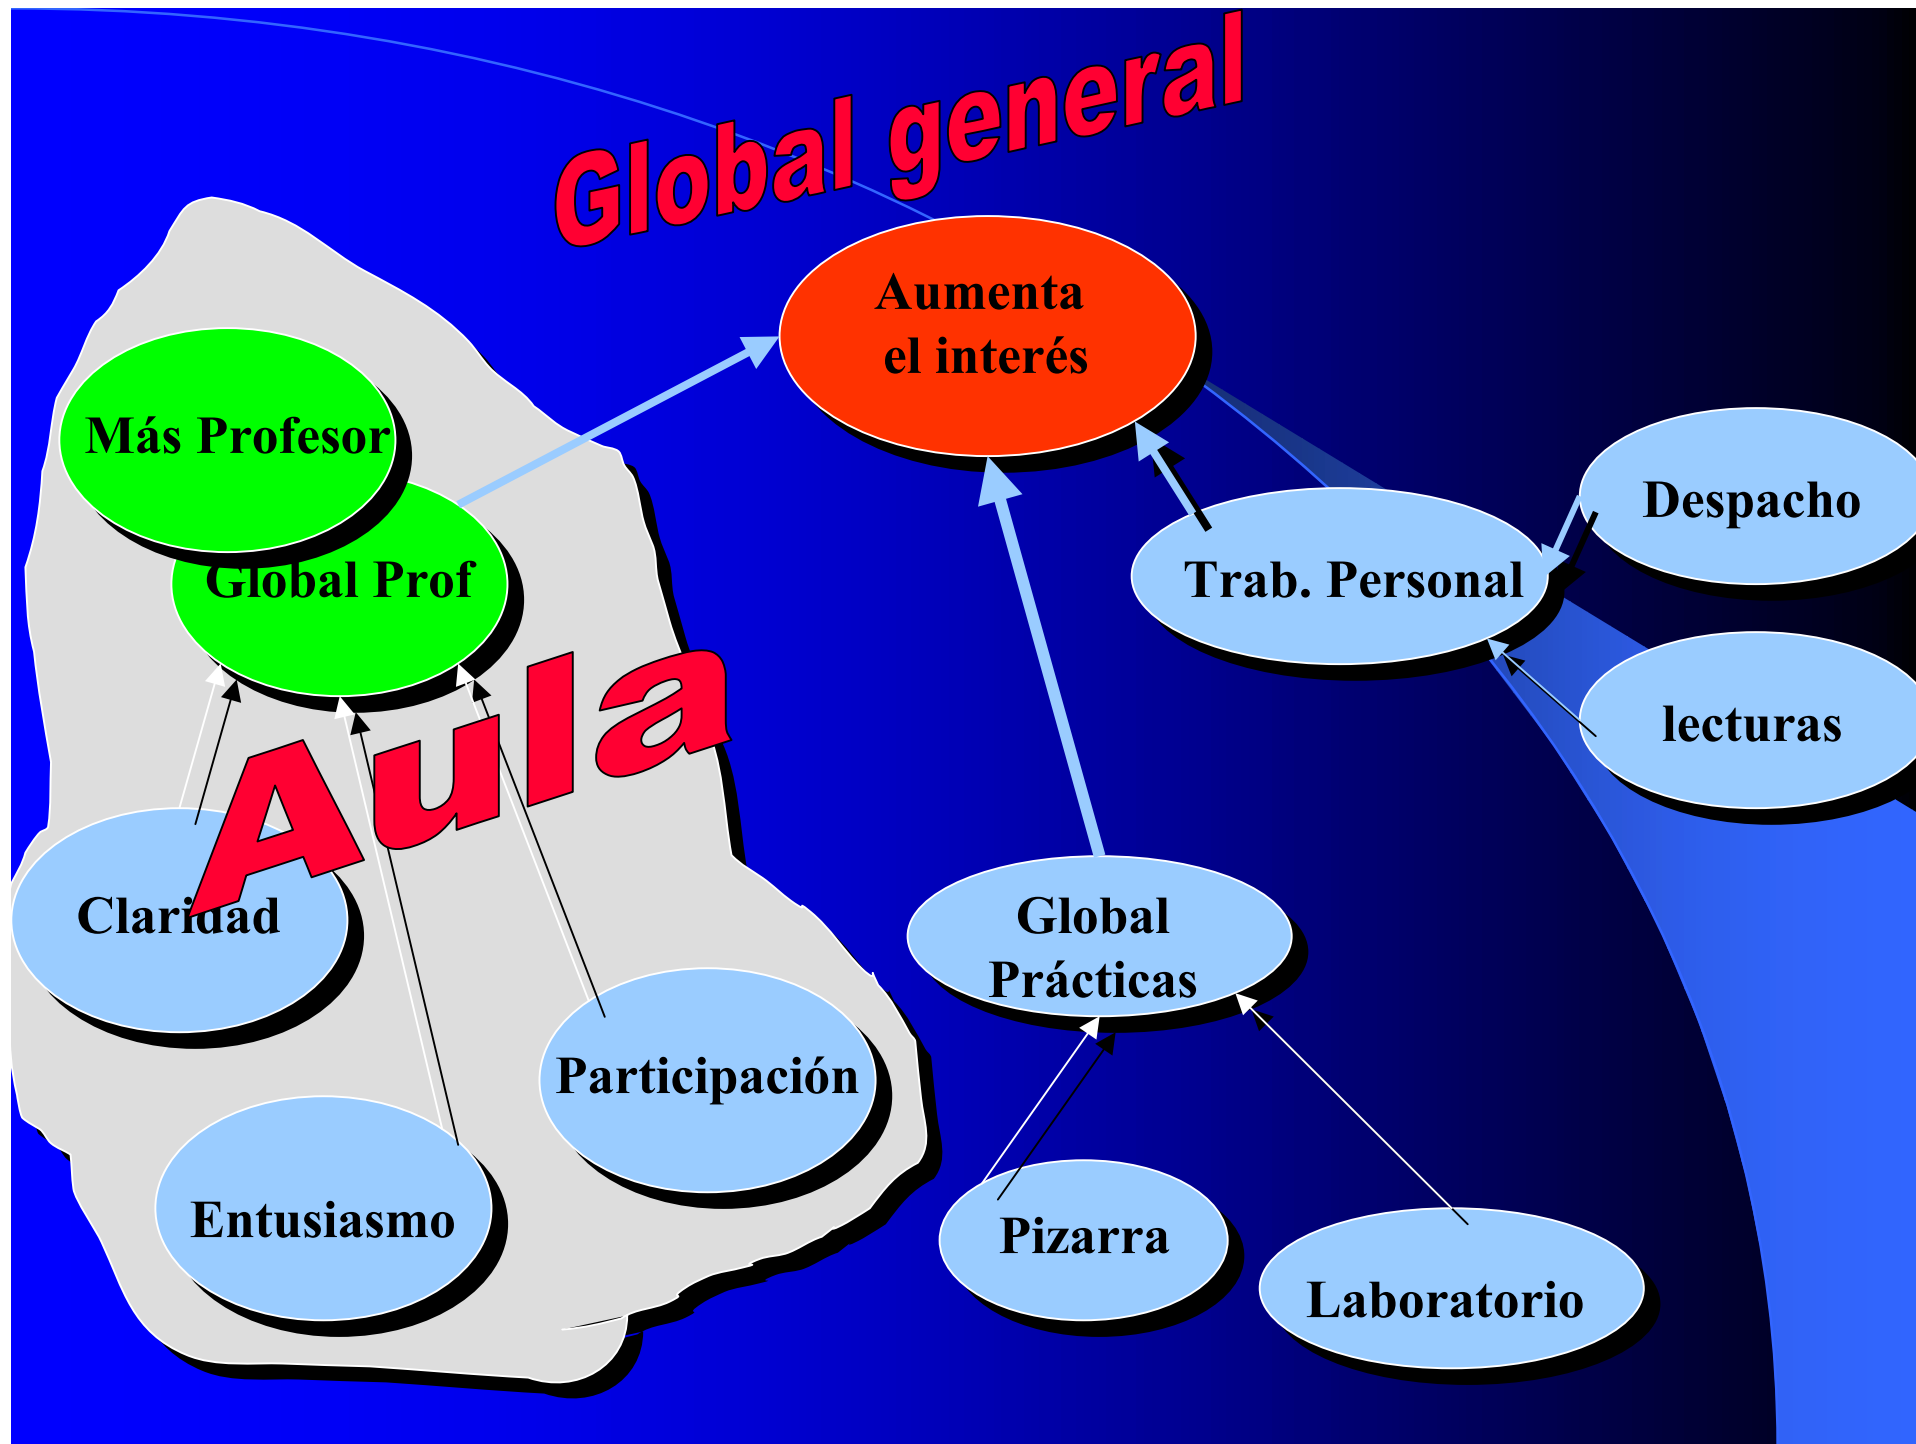 Global general
Aumenta
el interés
Más Profesor
Global Prof
Despacho
Trab. Personal
lecturas
Aula
Claridad
Global
Prácticas
Participación
Entusiasmo
Pizarra
Laboratorio